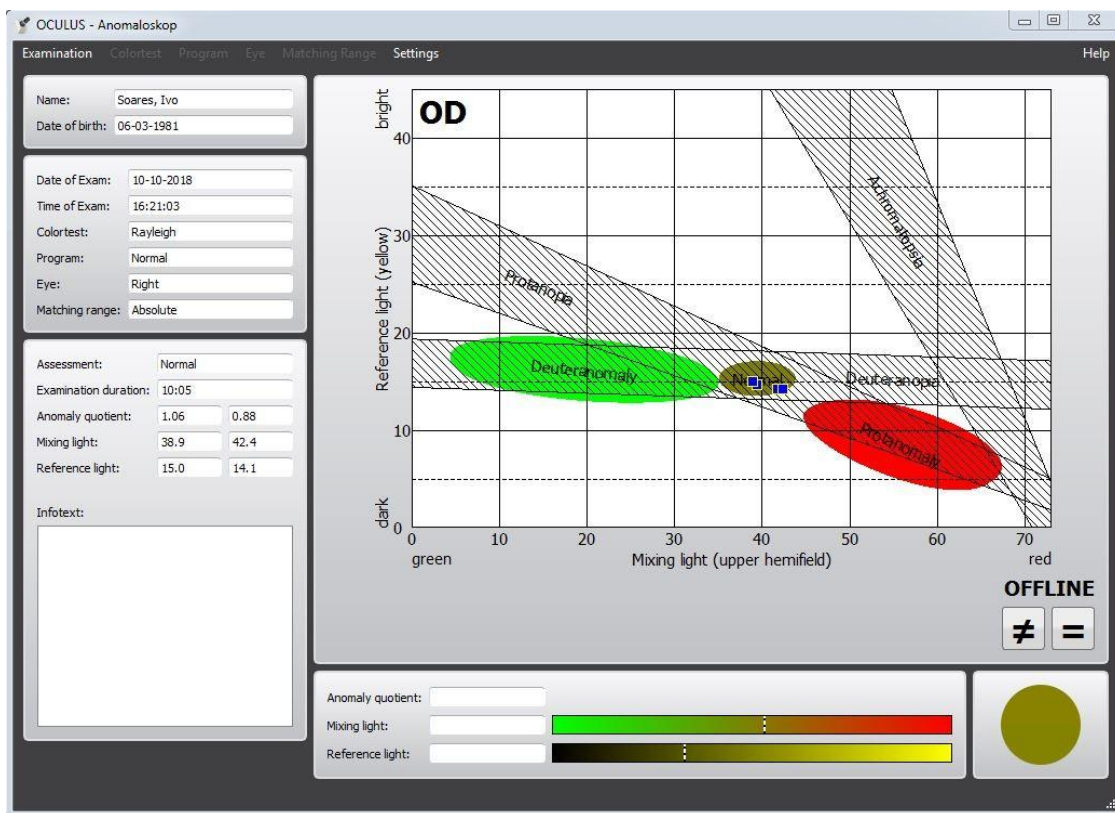 OCULUS - Anomaloskop
Examination Colortest Program Eye Matching Range Settings Help
Name: Soares, Ivo
Date of birth: 06-03-1981
Date of Exam: 10-10-2018
Time of Exam: 16:21:03
Colortest: Rayleigh
Program: Normal
Eye: Right
Matching range: Absolute
Assessment: Normal
Examination duration: 10:05
Anomaly quotient: 1.06 0.88
Mixing light: 38.9 42.4
Reference light: 15.0 14.1
Infotext:
OD
bright
Reference light (yellow)
dark
40
30
20
10
0
Achromatopsia
Protanopia
Deuteranomaly
Normal
Deuteranopia
Protanomaly
0 10 20 30 40 50 60 70
green Mixing light (upper hemifield) red
OFFLINE
≠ =
Anomaly quotient:
Mixing light:
Reference light: